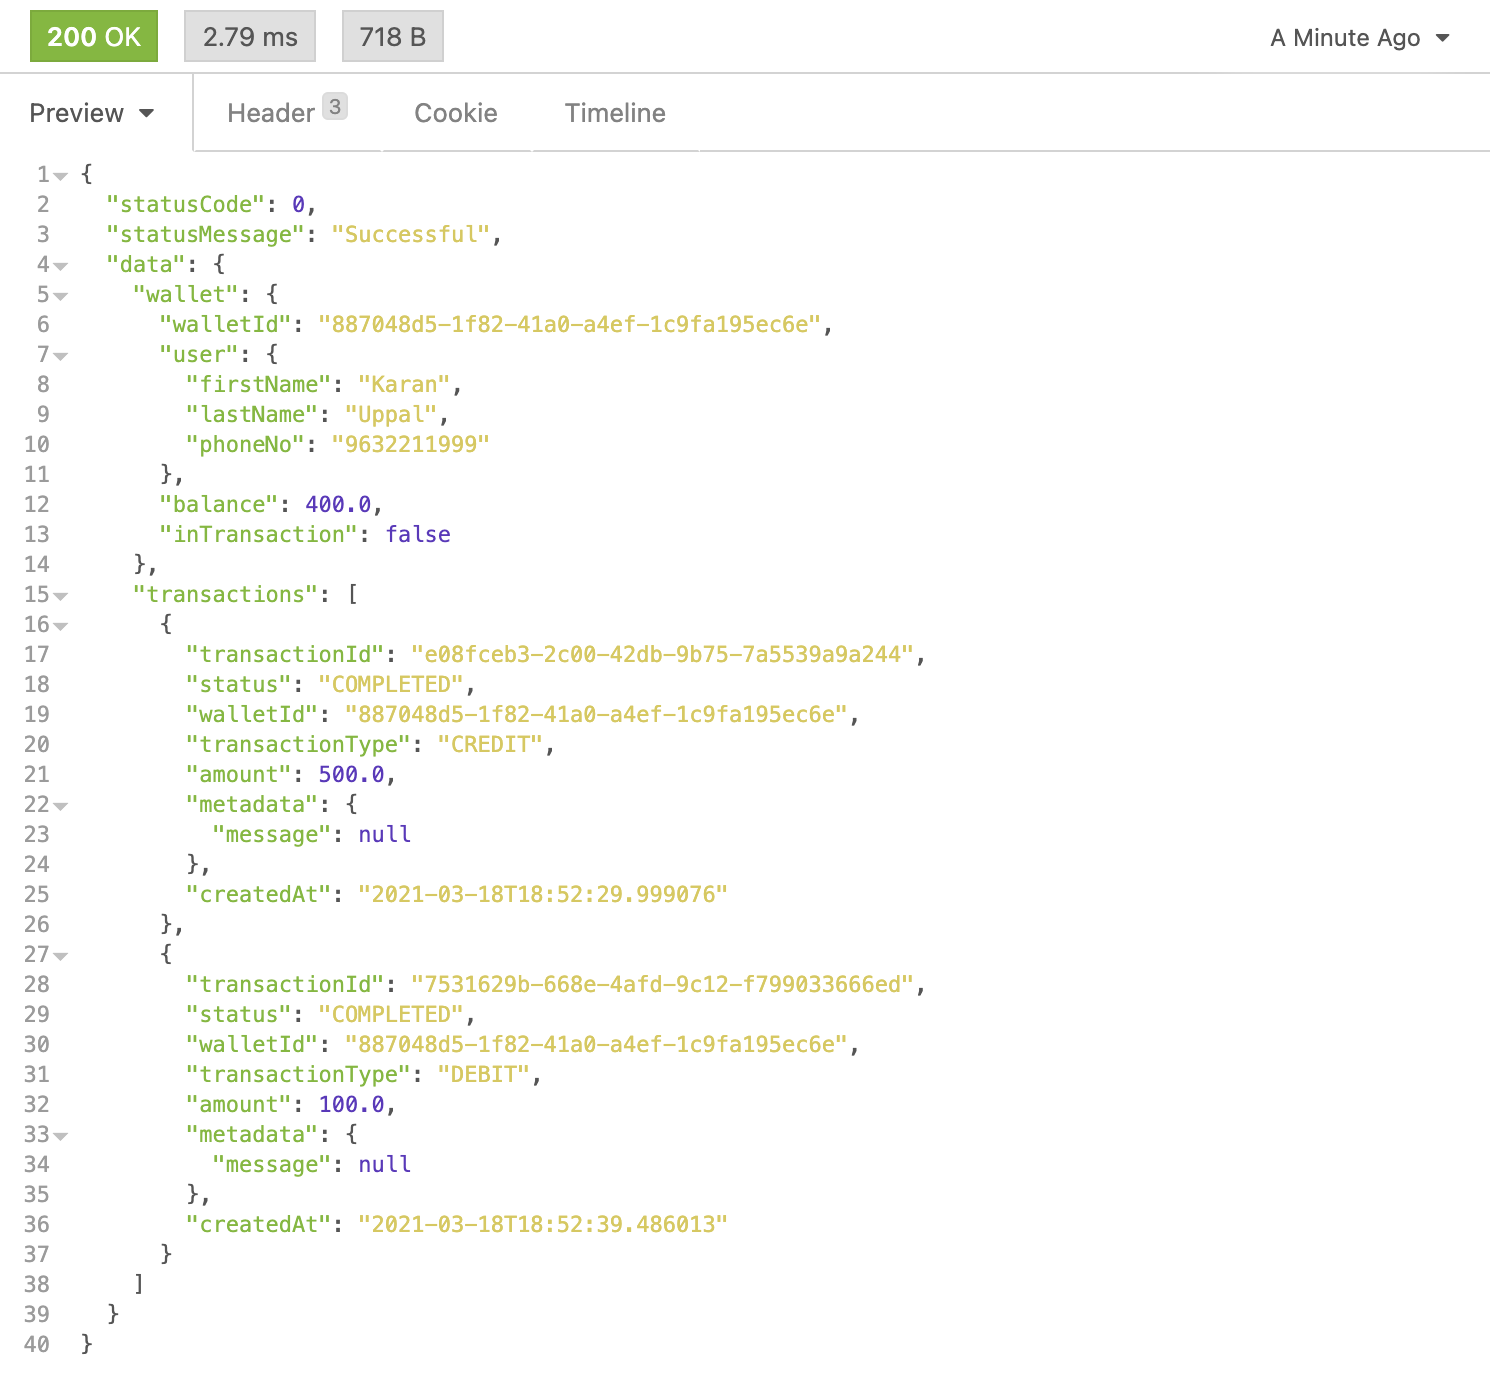 200 OK 2.79 ms 718 B A Minute Ago
Preview Header 3 Cookie Timeline
1 {
2 "statusCode": 0,
3 "statusMessage": "Successful",
4 "data": {
5 "wallet": {
6 "walletId": "887048d5-1f82-41a0-a4ef-1c9fa195ec6e",
7 "user": {
8 "firstName": "Karan",
9 "lastName": "Uppal",
10 "phoneNo": "9632211999"
11 },
12 "balance": 400.0,
13 "inTransaction": false
14 },
15 "transactions": [
16 {
17 "transactionId": "e08fceb3-2c00-42db-9b75-7a5539a9a244",
18 "status": "COMPLETED",
19 "walletId": "887048d5-1f82-41a0-a4ef-1c9fa195ec6e",
20 "transactionType": "CREDIT",
21 "amount": 500.0,
22 "metadata": {
23 "message": null
24 },
25 "createdAt": "2021-03-18T18:52:29.999076"
26 },
27 {
28 "transactionId": "7531629b-668e-4afd-9c12-f799033666ed",
29 "status": "COMPLETED",
30 "walletId": "887048d5-1f82-41a0-a4ef-1c9fa195ec6e",
31 "transactionType": "DEBIT",
32 "amount": 100.0,
33 "metadata": {
34 "message": null
35 },
36 "createdAt": "2021-03-18T18:52:39.486013"
37 }
38 ]
39 }
40 }